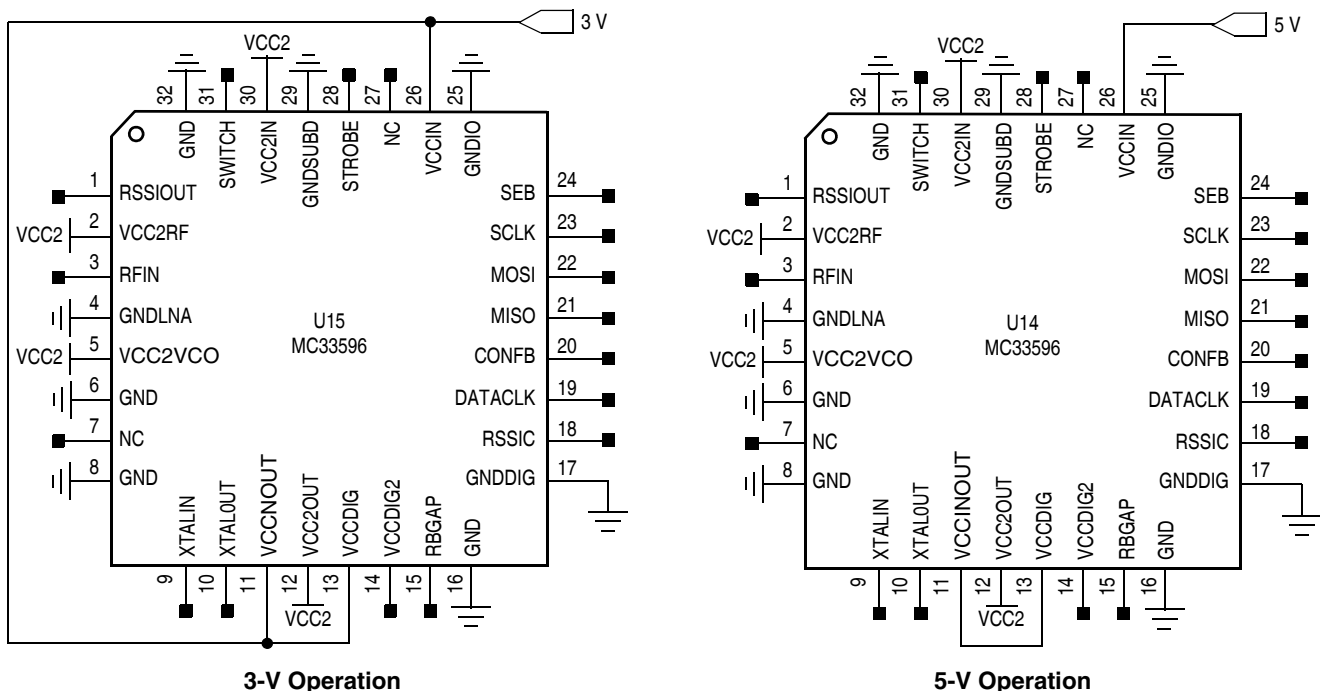 3 V
VCC2
32
31
30
29
28
27
26
25
GND
SWITCH
VCC2IN
GNDSUBD
STROBE
NC
VCCIN
GNDIO
1
RSSIOUT
VCC2
2
VCC2RF
3
RFIN
4
GNDLNA
VCC2
5
VCC2VCO
6
GND
7
NC
8
GND
U15
MC33596
SEB
24
SCLK
23
MOSI
22
MISO
21
CONFB
20
DATACLK
19
RSSIC
18
GNDDIG
17
XTALIN
XTAL0UT
VCCNOUT
VCC2OUT
VCCDIG
VCCDIG2
RBGAP
GND
9
10
11
12
13
14
15
16
VCC2
3-V Operation
5 V
VCC2
32
31
30
29
28
27
26
25
GND
SWITCH
VCC2IN
GNDSUBD
STROBE
NC
VCCIN
GNDIO
1
RSSIOUT
VCC2
2
VCC2RF
3
RFIN
4
GNDLNA
VCC2
5
VCC2VCO
6
GND
7
NC
8
GND
U14
MC33596
SEB
24
SCLK
23
MOSI
22
MISO
21
CONFB
20
DATACLK
19
RSSIC
18
GNDDIG
17
XTALIN
XTAL0UT
VCCINOUT
VCC2OUT
VCCDIG
VCCDIG2
RBGAP
GND
9
10
11
12
13
14
15
16
VCC2
5-V Operation